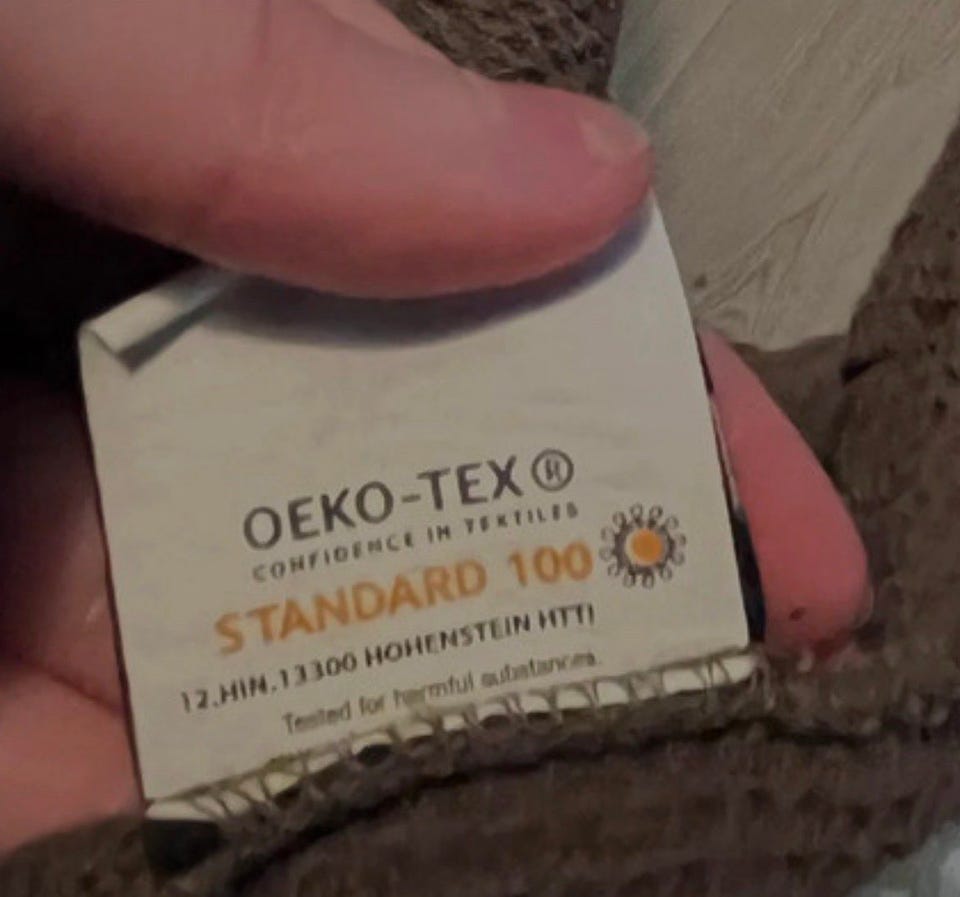 OEKO-TEX®
CONFIDENCE IN TEXTILES
STANDARD 100
12.HIN.13300 HOHENSTEIN HTTI
Tested for harmful substances.